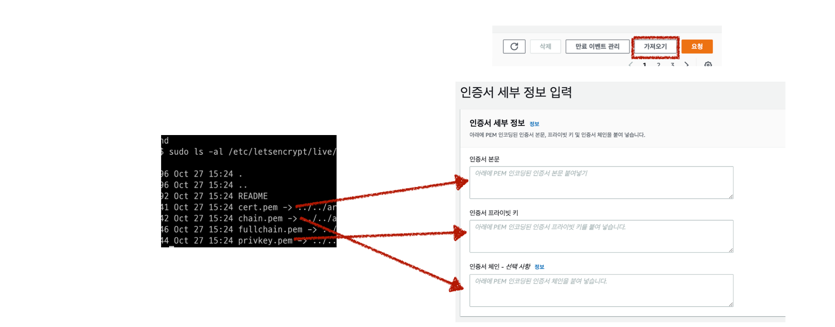 삭제
만료 이벤트 관리
가져오기
요청
1 2 3
인증서 세부 정보 입력
인증서 세부 정보 정보
아래에 PEM 인코딩된 인증서 본문, 프라이빗 키 및 인증서 체인을 붙여 넣습니다.
인증서 본문
아래에 PEM 인코딩된 인증서 본문 붙여넣기
인증서 프라이빗 키
아래에 PEM 인코딩된 인증서 프라이빗 키를 붙여 넣습니다.
인증서 체인 - 선택 사항 정보
아래에 PEM 인코딩된 인증서 체인을 붙여 넣습니다.
nd
$ sudo ls -al /etc/letsencrypt/live/
96 Oct 27 15:24 .
96 Oct 27 15:24 ..
92 Oct 27 15:24 README
41 Oct 27 15:24 cert.pem -> ../../ar
42 Oct 27 15:24 chain.pem -> ../../a
46 Oct 27 15:24 fullchain.pem -> .
44 Oct 27 15:24 privkey.pem -> ../..